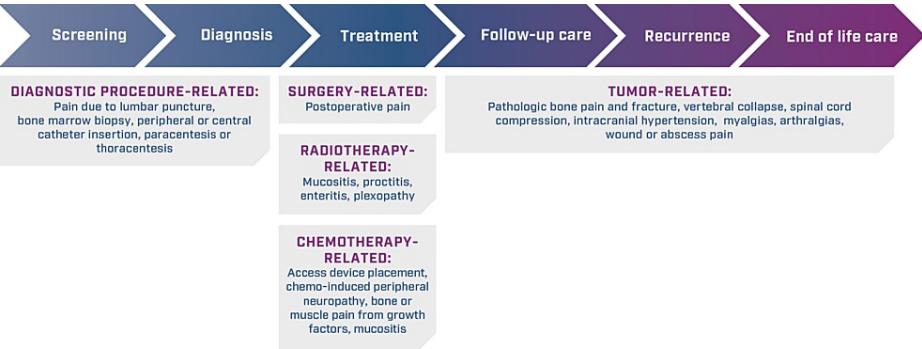 Screening
Diagnosis
Treatment
Follow-up care
Recurrence
End of life care
DIAGNOSTIC PROCEDURE-RELATED:
Pain due to lumbar puncture,
bone marrow biopsy, peripheral or central
catheter insertion, paracentesis or
thoracentesis
SURGERY-RELATED:
Postoperative pain
RADIOTHERAPY-
RELATED:
Mucositis, proctitis,
enteritis, plexopathy
CHEMOTHERAPY-
RELATED:
Access device placement,
chemo-induced peripheral
neuropathy, bone or
muscle pain from growth
factors, mucositis
TUMOR-RELATED:
Pathologic bone pain and fracture, vertebral collapse, spinal cord
compression, intracranial hypertension, myalgias, arthralgias,
wound or abscess pain